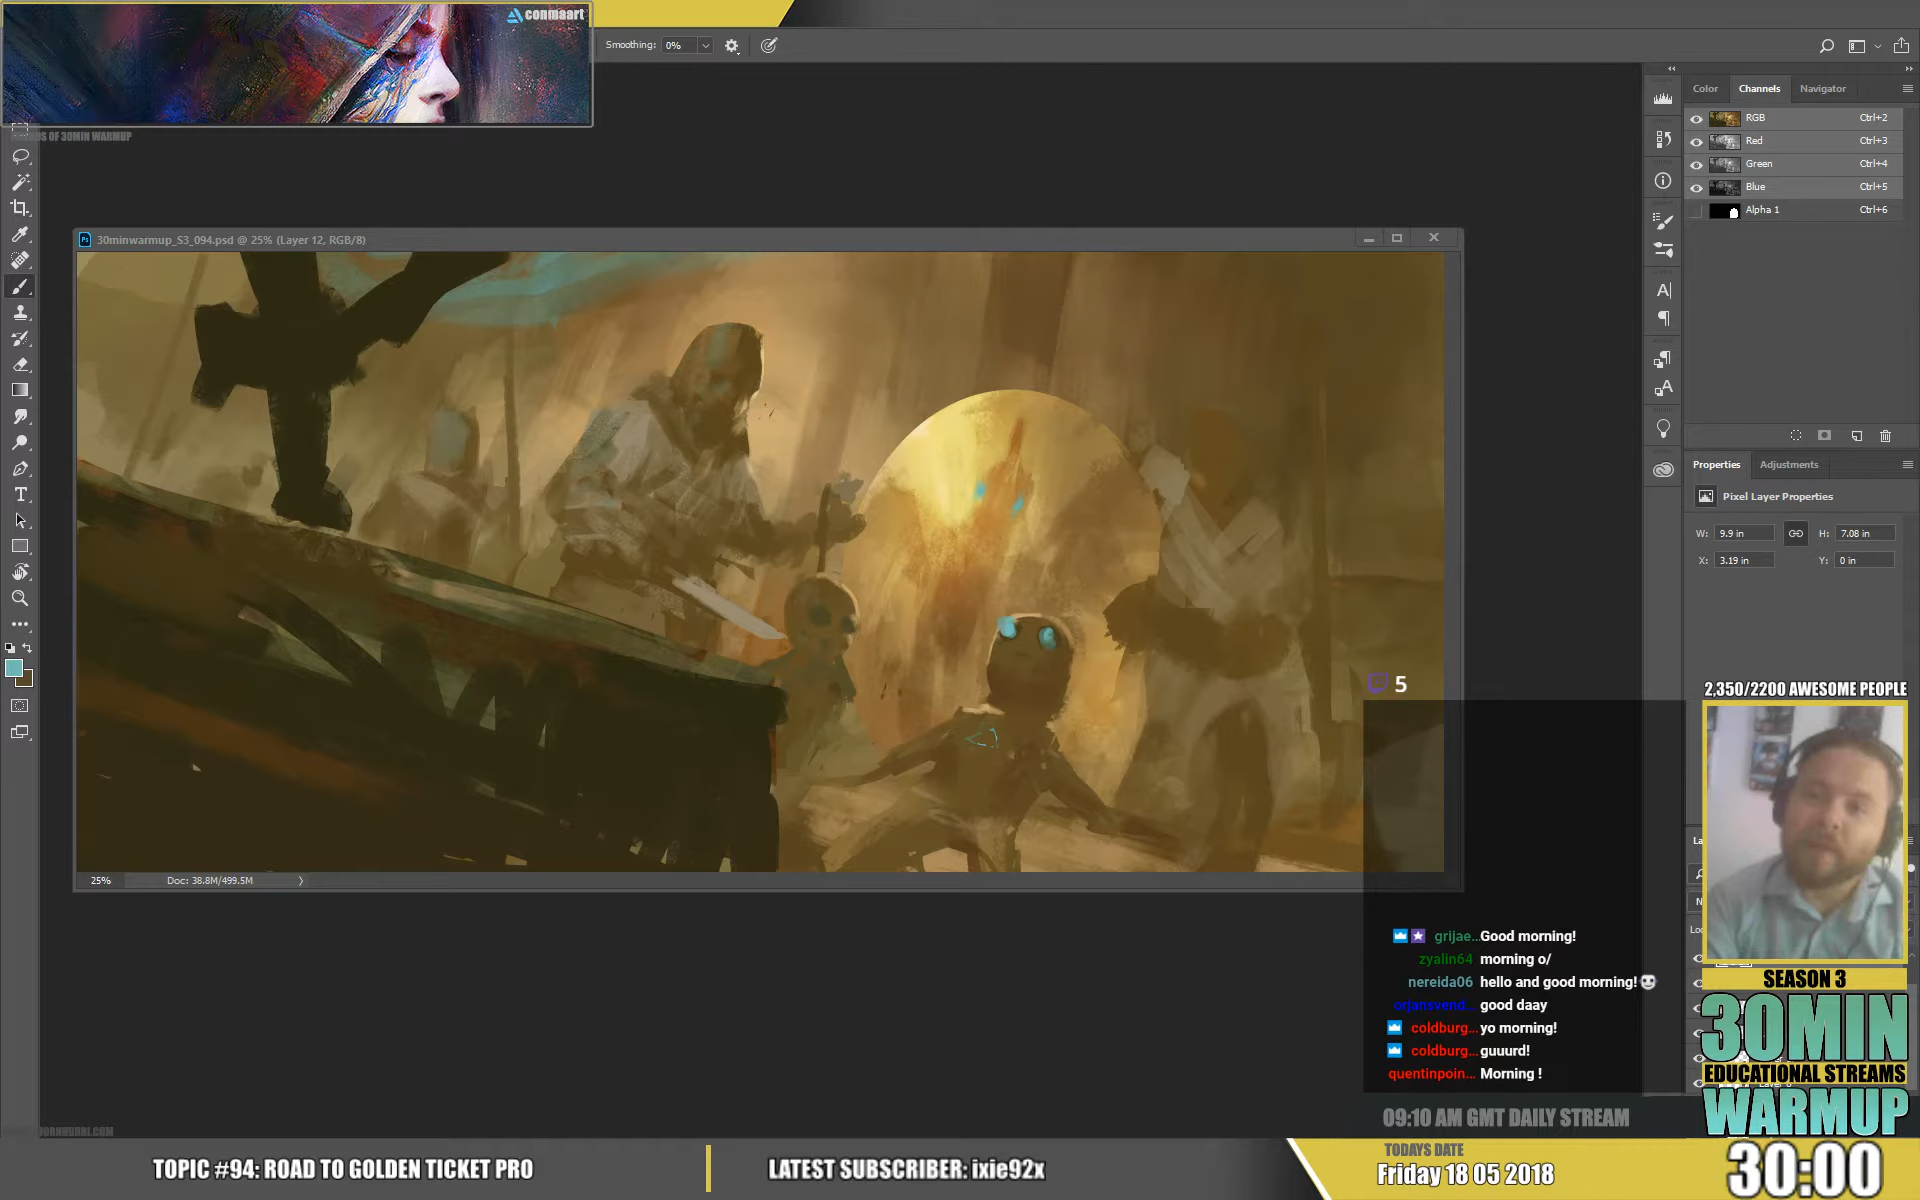 conmaart
Smoothing: 0%
S OF 30MIN WARMUP
Color Channels Navigator
RGB Ctrl+2
Red Ctrl+3
Green Ctrl+4
Blue Ctrl+5
Alpha 1 Ctrl+6
30minwarmup_S3_094.psd @ 25% (Layer 12, RGB/8)
Properties Adjustments
Pixel Layer Properties
W: 9.9 in H: 7.08 in
X: 3.19 in Y: 0 in
5
2,350/2200 AWESOME PEOPLE
25% Doc: 38.8M/499.5M
grijae...Good morning!
zyalin64 morning o/
nereida06 hello and good morning!
orjansvend... good daay
coldburg... yo morning!
coldburg... guuurd!
quentinpoin... Morning !
SEASON 3
30MIN
EDUCATIONAL STREAMS
WARMUP
09:10 AM GMT DAILY STREAM
TOPIC #94: ROAD TO GOLDEN TICKET PRO
LATEST SUBSCRIBER: ixie92x
TODAYS DATE
Friday 18 05 2018
30:00